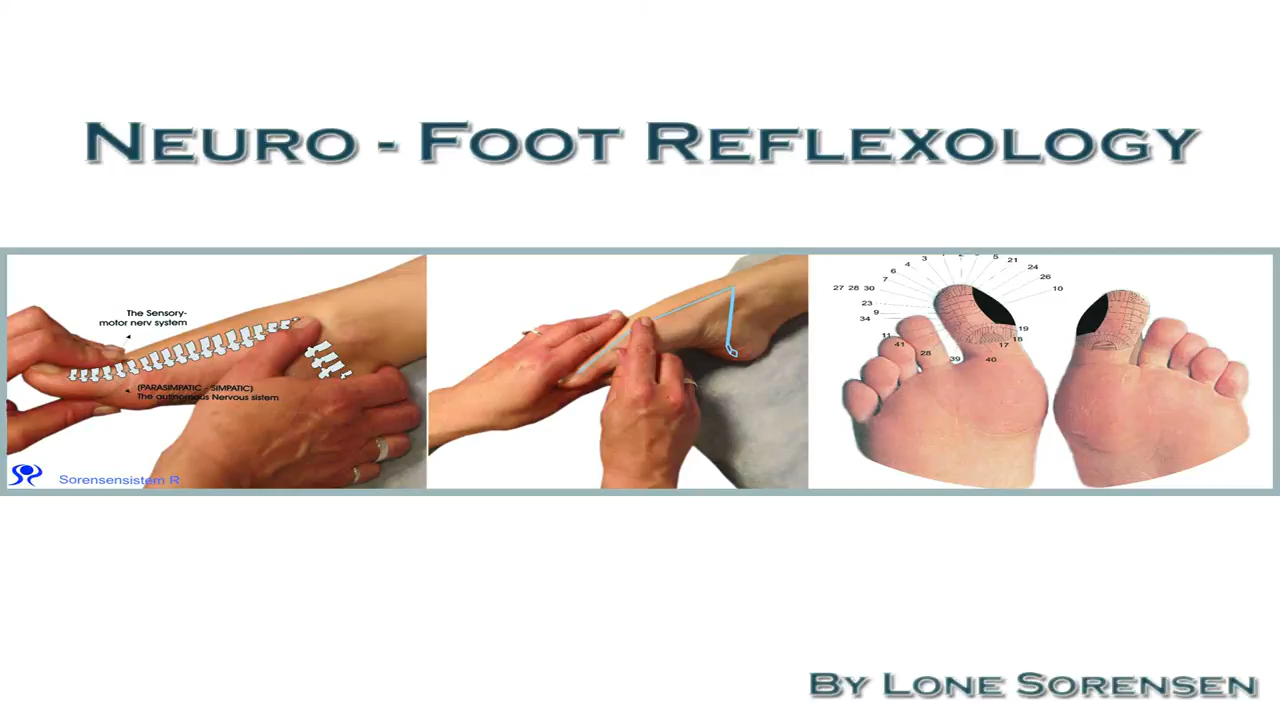 Neuro - Foot Reflexology
The Sensory-
motor nerv system
(PARASIMPATIC - SIMPATIC)
The autinomous Nervous sistem
Sorensensistem R
3 5 21
4 24
6 26
7 10
27 28 30
23
9
34 19
18
11 17
41
28 39 40
By Lone Sorensen